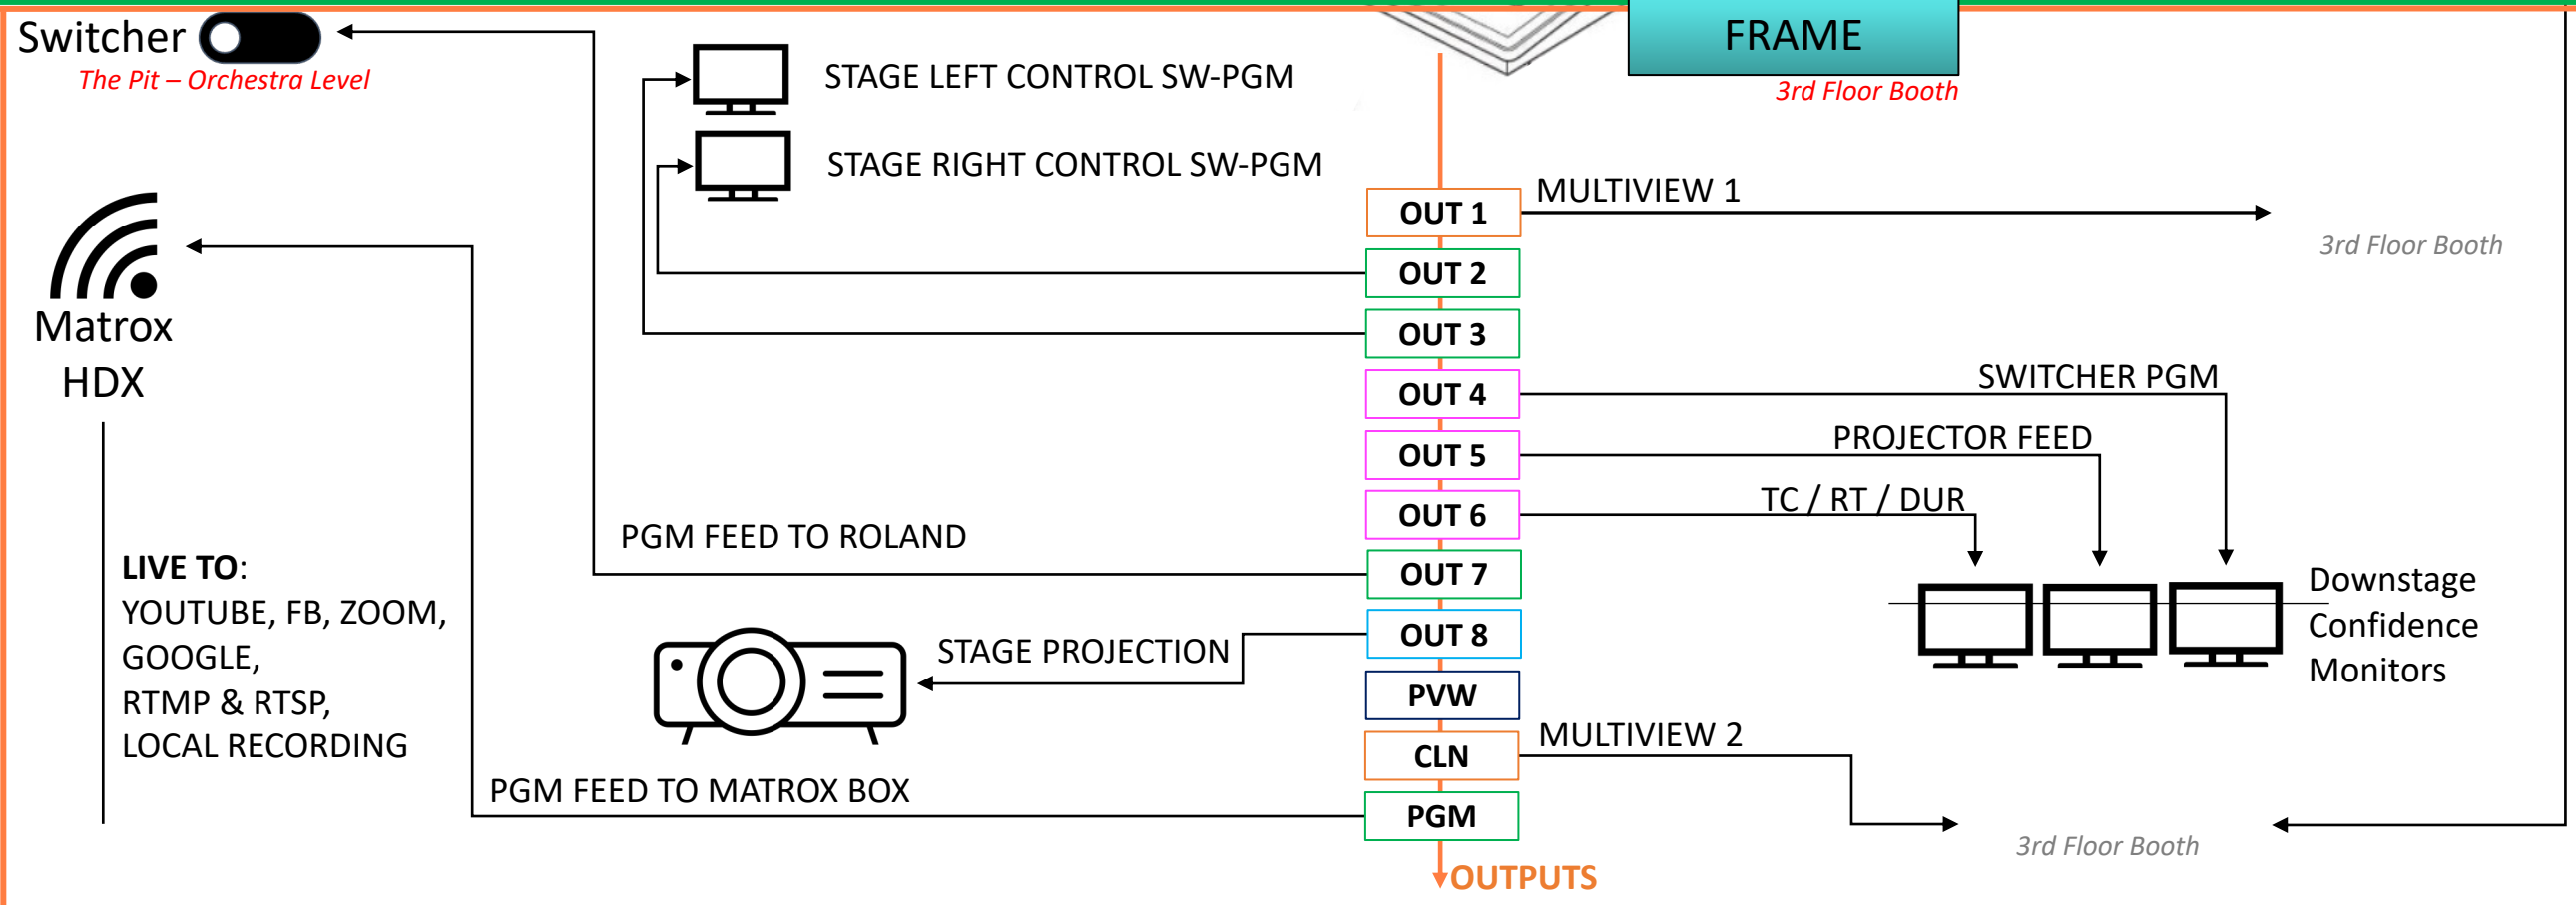 Switcher
The Pit – Orchestra Level
FRAME
3rd Floor Booth
STAGE LEFT CONTROL SW-PGM
STAGE RIGHT CONTROL SW-PGM
Matrox
HDX
LIVE TO:
YOUTUBE, FB, ZOOM,
GOOGLE,
RTMP & RTSP,
LOCAL RECORDING
PGM FEED TO ROLAND
STAGE PROJECTION
PGM FEED TO MATROX BOX
OUT 1
OUT 2
OUT 3
OUT 4
OUT 5
OUT 6
OUT 7
OUT 8
PVW
CLN
PGM
OUTPUTS
MULTIVIEW 1
3rd Floor Booth
SWITCHER PGM
PROJECTOR FEED
TC / RT / DUR
Downstage
Confidence
Monitors
MULTIVIEW 2
3rd Floor Booth